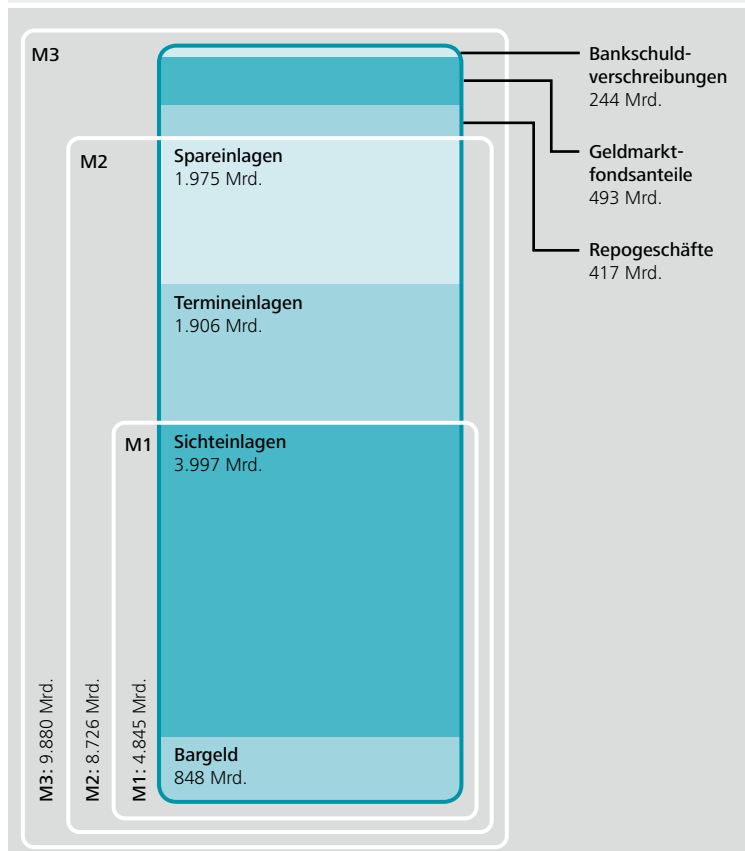 M3
Bankschuld-
verschreibungen
244 Mrd.
M2
Spareinlagen
1.975 Mrd.
Geldmarkt-
fondsanteile
493 Mrd.
Repogeschäfte
417 Mrd.
Termineinlagen
1.906 Mrd.
M1
Sichteinlagen
3.997 Mrd.
M3: 9.880 Mrd.
M2: 8.726 Mrd.
M1: 4.845 Mrd.
Bargeld
848 Mrd.